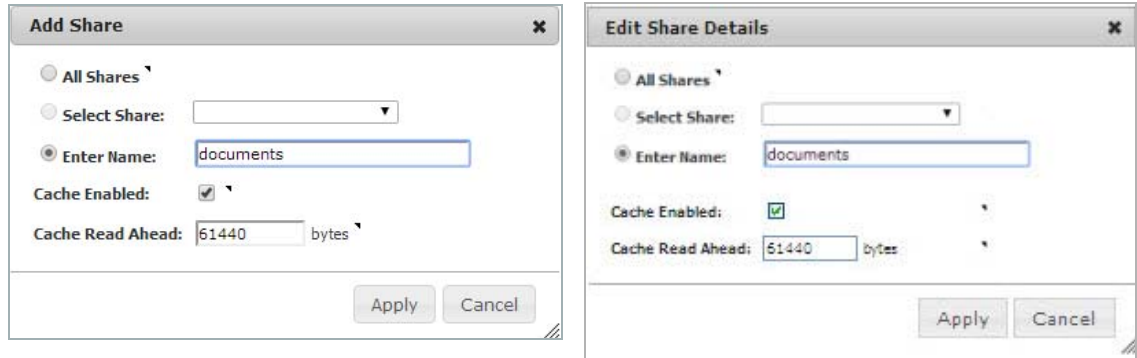 Add Share
All Shares
Select Share:
Enter Name: documents
Cache Enabled:
Cache Read Ahead: 61440 bytes
Apply Cancel
Edit Share Details
All Shares
Select Share:
Enter Name: documents
Cache Enabled:
Cache Read Ahead: 61440 bytes
Apply Cancel